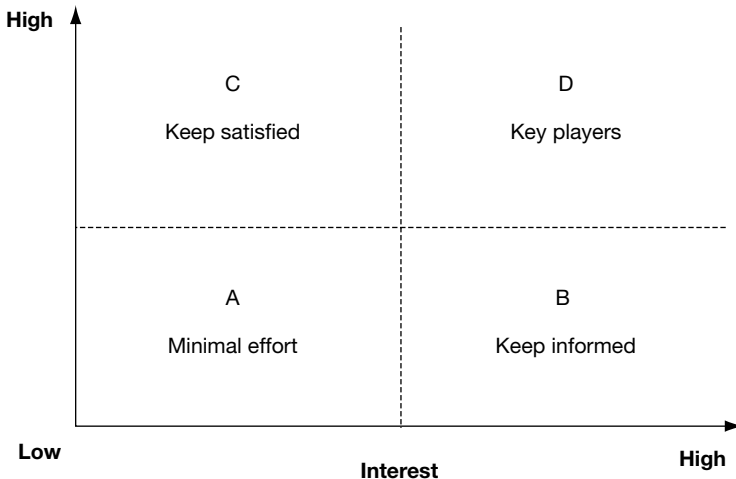 High
C
D
Keep satisfied
Key players
A
B
Minimal effort
Keep informed
Low
High
Interest